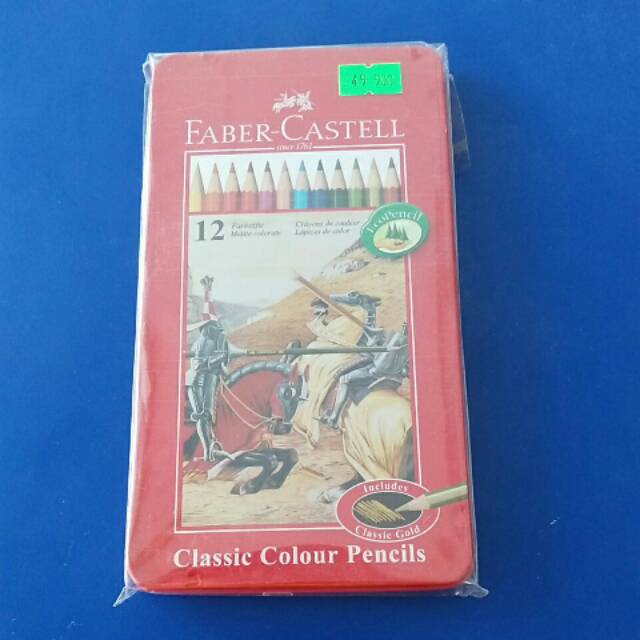 FABER-CASTELL
since 1761
12
Farbstifte
Crayons de couleur
Matite colorate
Lápices de color
EcoPencil
Includes
Classic Gold
Classic Colour Pencils